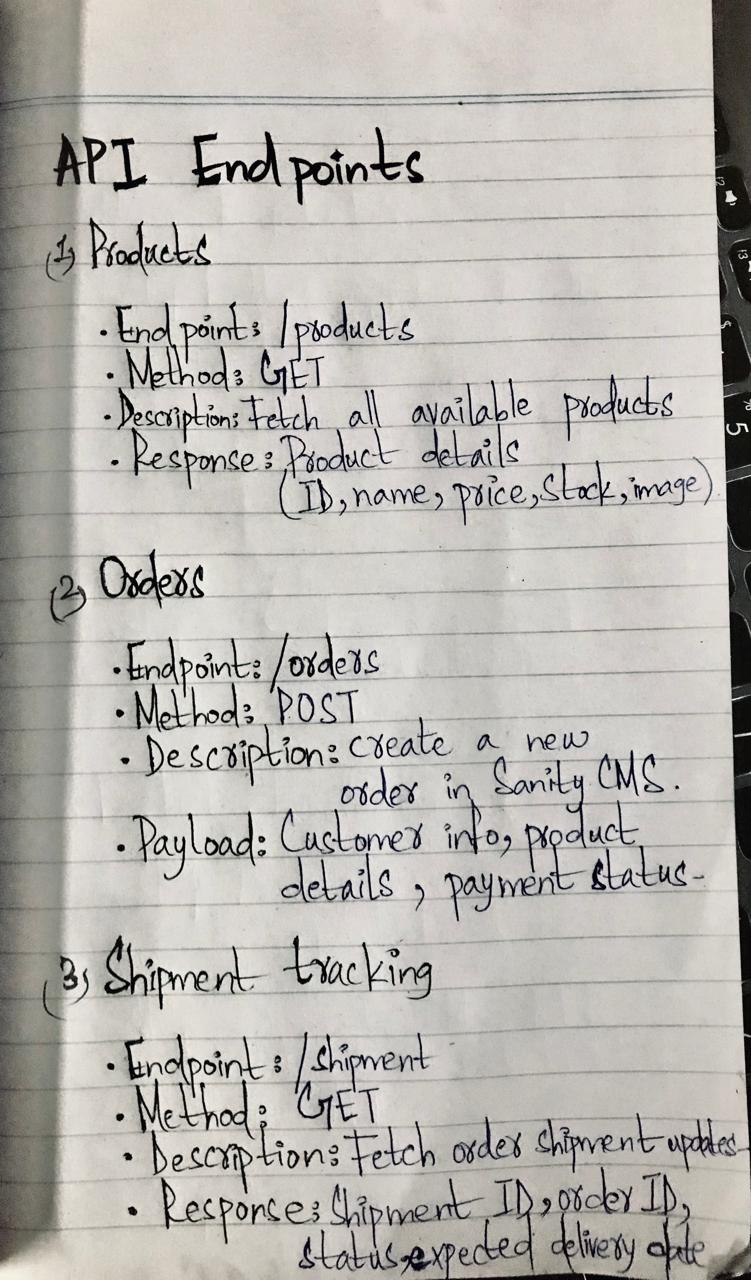 API Endpoints
(1) Products
• Endpoint: /products
• Method: GET
• Description: Fetch all available products
• Response: Product details
(ID, name, price, Stock, image)
(2) Orders
• Endpoint: /orders
• Method: POST
• Description: create a new
order in Sanity CMS.
• Payload: Customer info, product
details, payment status-
(3) Shipment tracking
• Endpoint: /shipment
• Method: GET
• Description: Fetch order shipment updates-
• Response: Shipment ID, order ID,
status, expected delivery date
5